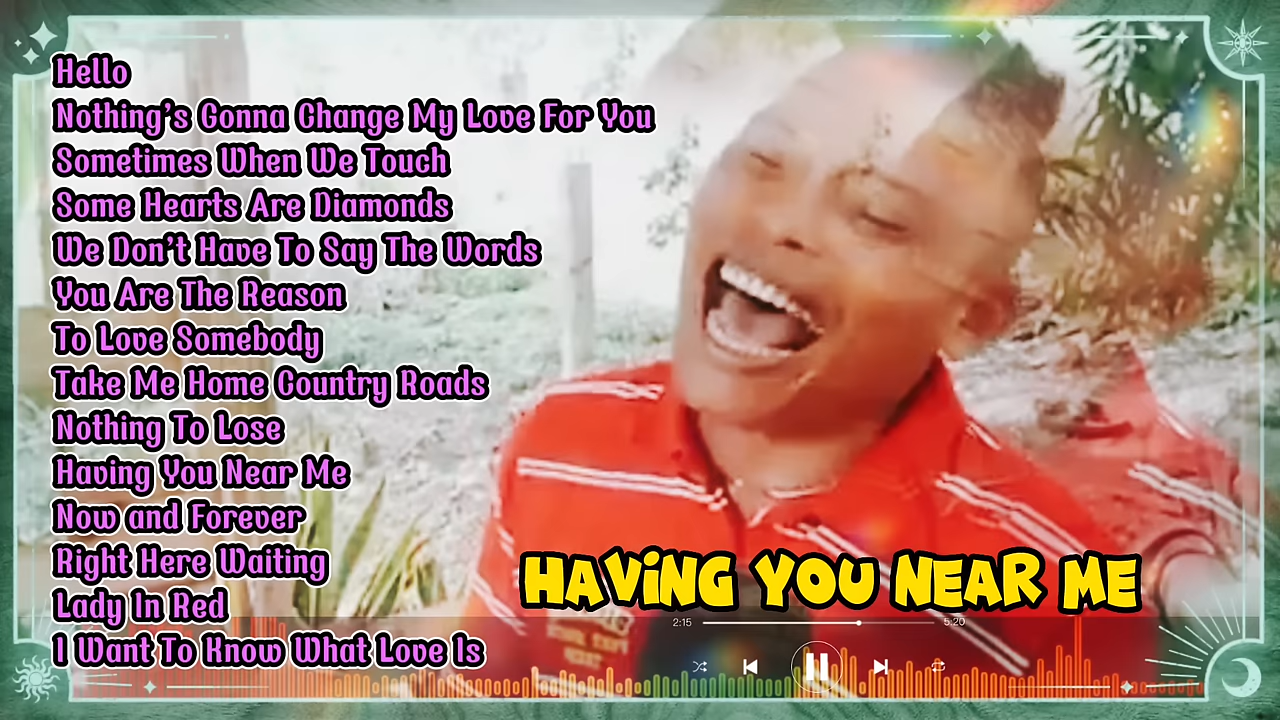 Hello
Nothing's Gonna Change My Love For You
Sometimes When We Touch
Some Hearts Are Diamonds
We Don't Have To Say The Words
You Are The Reason
To Love Somebody
Take Me Home Country Roads
Nothing To Lose
Having You Near Me
Now and Forever
Right Here Waiting
Lady In Red
I Want To Know What Love Is
HAVING YOU NEAR ME
2:15 5:20